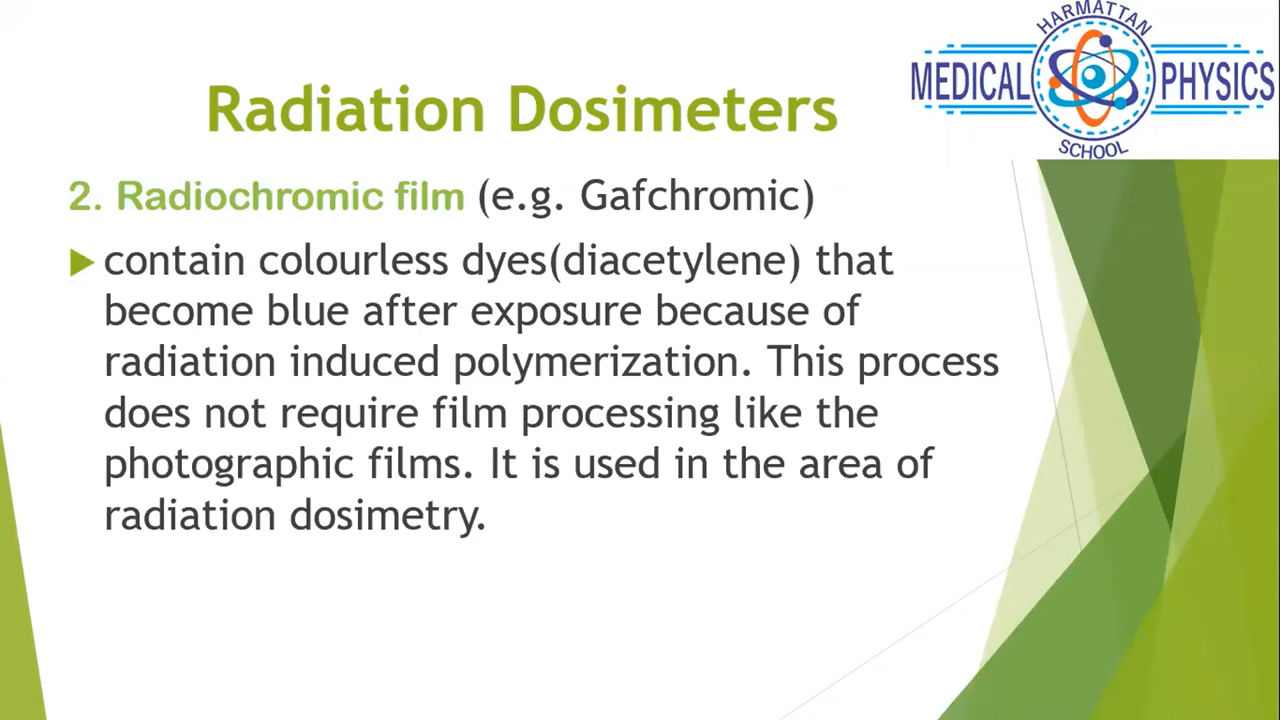 HARMATTAN
MEDICAL PHYSICS
SCHOOL
Radiation Dosimeters
2. Radiochromic film (e.g. Gafchromic)
contain colourless dyes(diacetylene) that
become blue after exposure because of
radiation induced polymerization. This process
does not require film processing like the
photographic films. It is used in the area of
radiation dosimetry.